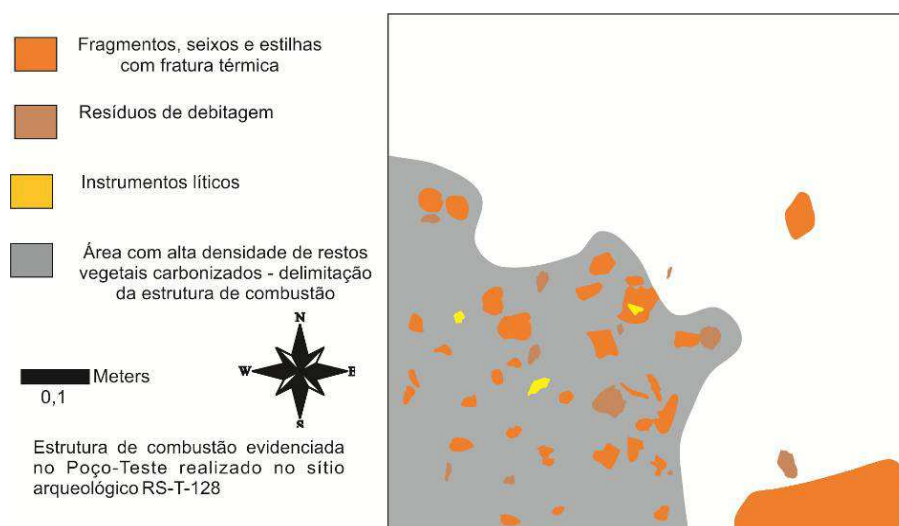 Fragmentos, seixos e estilhas
com fratura térmica
Resíduos de debitagem
Instrumentos líticos
Área com alta densidade de restos
vegetais carbonizados - delimitação
da estrutura de combustão
N
W E
S
Meters
0,1
Estrutura de combustão evidenciada
no Poço-Teste realizado no sítio
arqueológico RS-T-128